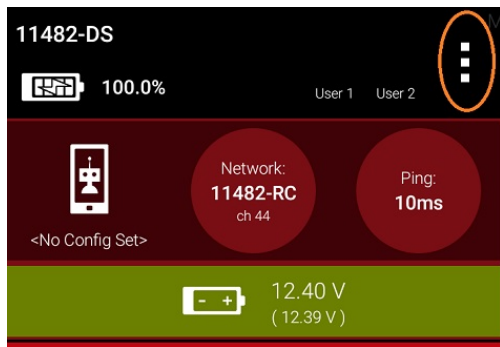 11482-DS
100.0%
User 1 User 2
Network:
11482-RC
ch 44
Ping:
10ms
<No Config Set>
12.40 V
( 12.39 V )